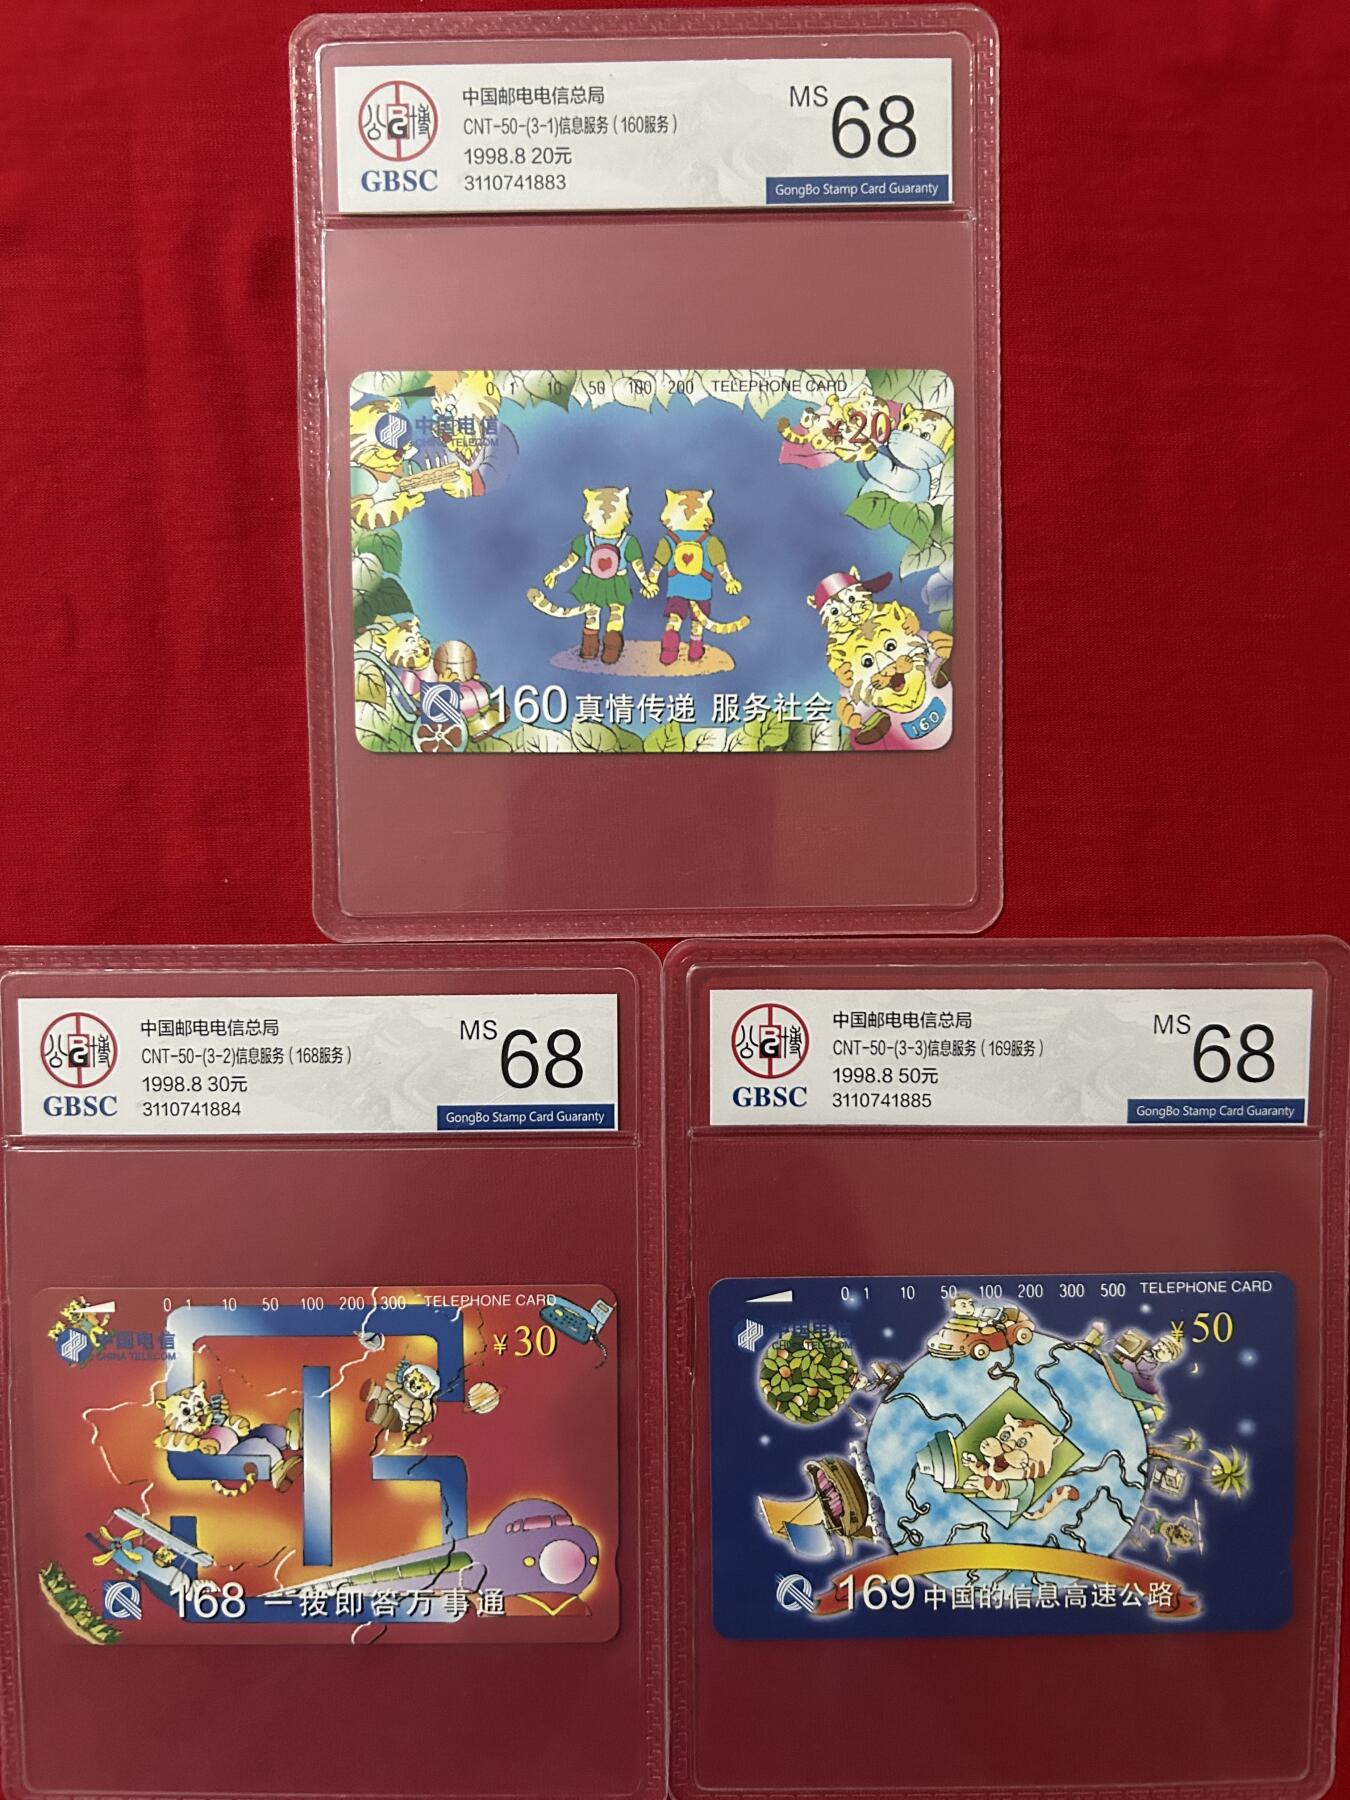 公 BG 博
GBSC
中国邮电电信总局
CNT-50-(3-1)信息服务(160服务)
1998.8 20元
3110741883
MS 68
GongBo Stamp Card Guaranty
0 1 10 50 100 200 TELEPHONE CARD
中国电信
CHINA TELECOM
¥20
160
160真情传递 服务社会
公 BG 博
GBSC
中国邮电电信总局
CNT-50-(3-2)信息服务(168服务)
1998.8 30元
3110741884
MS 68
GongBo Stamp Card Guaranty
0 1 10 50 100 200 300 TELEPHONE CARD
中国电信
CHINA TELECOM
¥30
168 一拨即答万事通
公 BG 博
GBSC
中国邮电电信总局
CNT-50-(3-3)信息服务(169服务)
1998.8 50元
3110741885
MS 68
GongBo Stamp Card Guaranty
0 1 10 50 100 200 300 500 TELEPHONE CARD
中国电信
CHINA TELECOM
¥50
169中国的信息高速公路